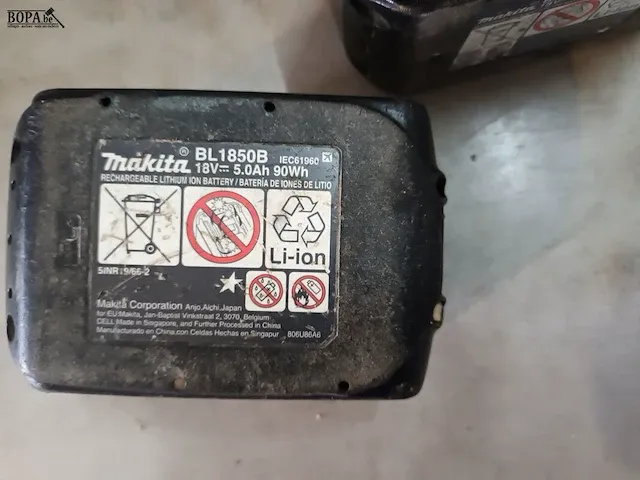 BOPA.be
makita® BL1850B IEC61960
18V 5.0Ah 90Wh
RECHARGEABLE LITHIUM ION BATTERY / BATERÍA DE IONES DE LITIO
Li-ion
5INR19/66-2
Makita Corporation Anjo, Aichi, Japan
for EU:Makita, Jan-Baptist Vinkstraat 2, 3070, Belgium
CELL Made in Singapore, and Further Processed in China
Manufacturado en China con Celdas Hechas en Singapur 806U86A6
makita